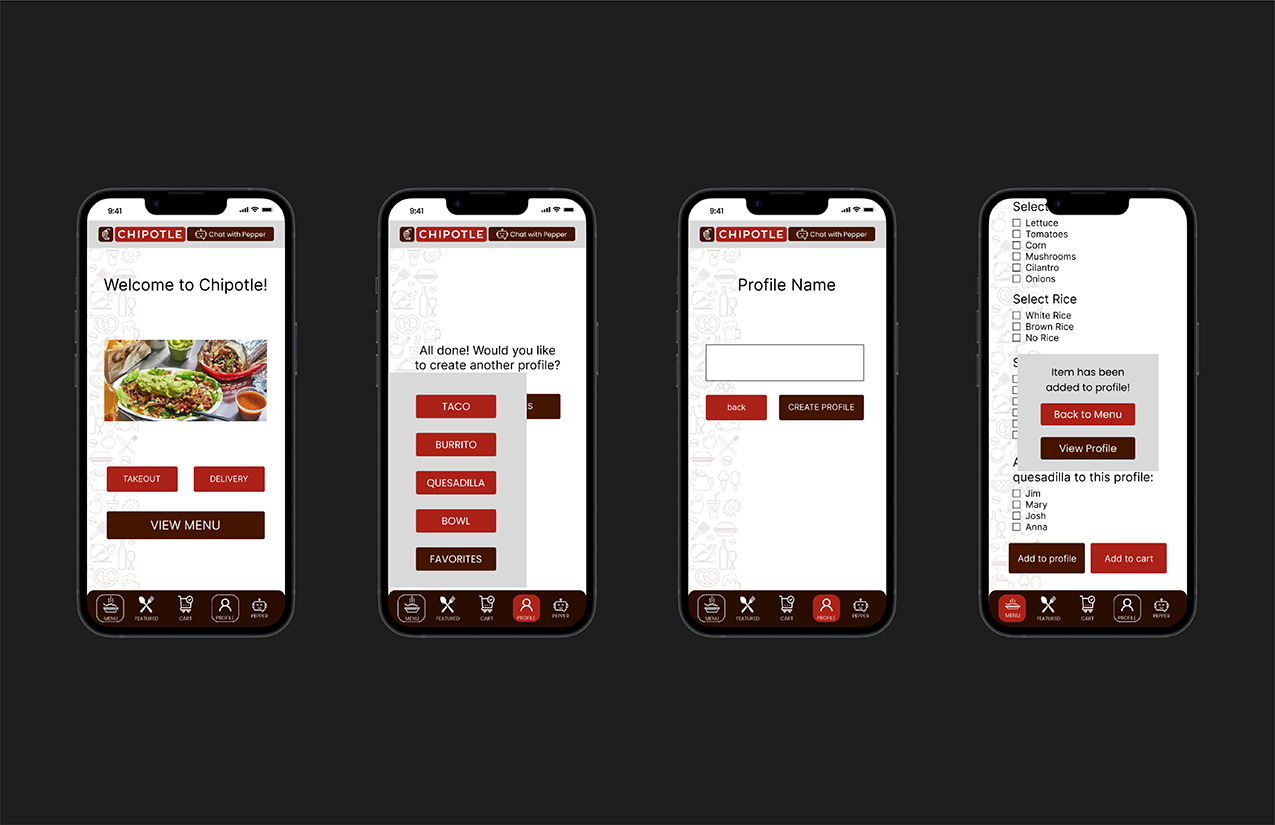 9:41
CHIPOTLE
Chat with Pepper
Welcome to Chipotle!
TAKEOUT
DELIVERY
VIEW MENU
MENU
FEATURED
CART
PROFILE
PEPPER
9:41
CHIPOTLE
Chat with Pepper
All done! Would you like
to create another profile?
S
TACO
BURRITO
QUESADILLA
BOWL
FAVORITES
MENU
FEATURED
CART
PROFILE
PEPPER
9:41
CHIPOTLE
Chat with Pepper
Profile Name
back
CREATE PROFILE
MENU
FEATURED
CART
PROFILE
PEPPER
Select
Lettuce
Tomatoes
Corn
Mushrooms
Cilantro
Onions
Select Rice
White Rice
Brown Rice
No Rice
Item has been
added to profile!
Back to Menu
View Profile
quesadilla to this profile:
Jim
Mary
Josh
Anna
Add to profile
Add to cart
MENU
FEATURED
CART
PROFILE
PEPPER